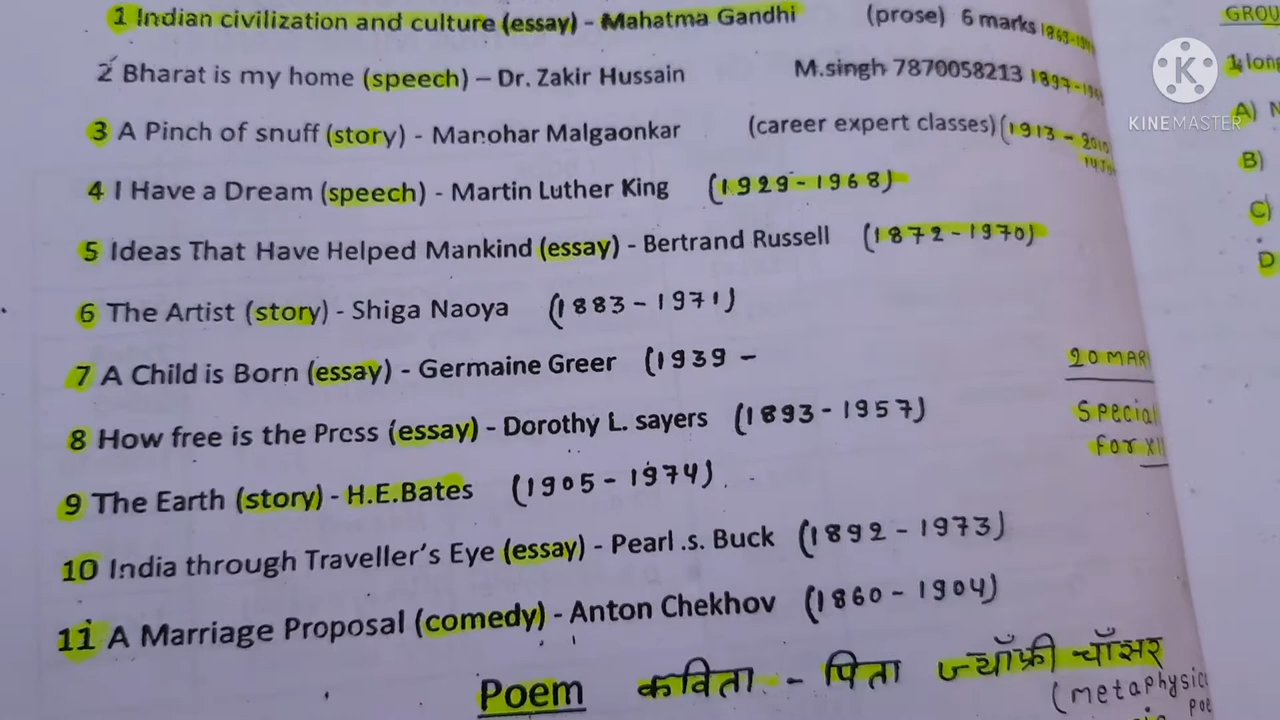 1 Indian civilization and culture (essay) - Mahatma Gandhi (prose) 6 marks
2 Bharat is my home (speech) – Dr. Zakir Hussain M.singh 7870058213
3 A Pinch of snuff (story) - Manohar Malgaonkar (career expert classes) (1913 - 2010
4 I Have a Dream (speech) - Martin Luther King (1929-1968)
5 Ideas That Have Helped Mankind (essay) - Bertrand Russell (1872-1970)
6 The Artist (story) - Shiga Naoya (1883-1971)
7 A Child is Born (essay) - Germaine Greer (1939 –
8 How free is the Press (essay) - Dorothy L. sayers (1893-1957)
9 The Earth (story) - H.E.Bates (1905-1974)
10 India through Traveller's Eye (essay) - Pearl .s. Buck (1892-1973)
11 A Marriage Proposal (comedy) - Anton Chekhov (1860-1904)
Poem कविता - पिता ज्यॉफ्री चॉसर
(metaphysic
poe
GROU
1 long
A) N
B)
C)
D
20 MAR
Special
for XI
KINEMASTER